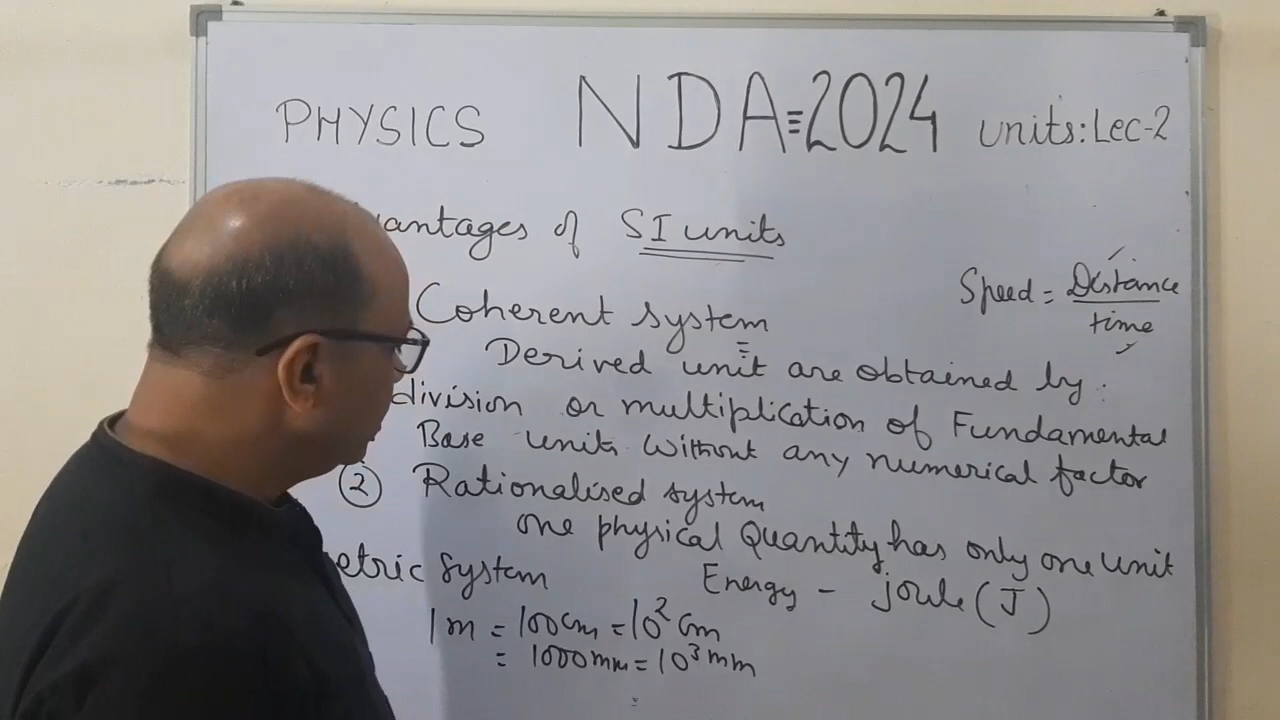 PHYSICS NDA=2024 units: Lec-2
vantages of SI units
Speed = Distance
time
Coherent system
Derived unit are obtained by:
division or multiplication of Fundamental
Base units without any numerical factor
② Rationalised system
one physical Quantity has only one unit
etric system
Energy - joule (J)
1m = 100cm = 10² cm
= 1000mm = 10³ mm